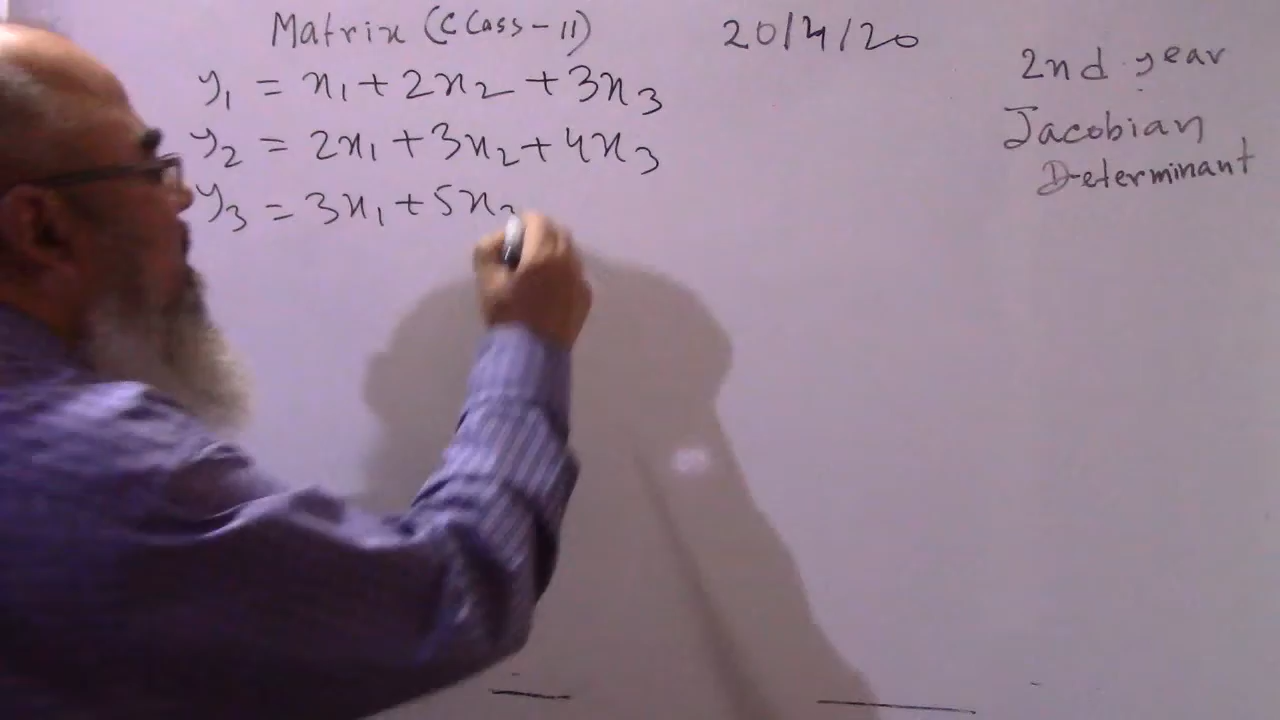 Matrix (Class-11)
20/4/20
2nd year
Jacobian
Determinant
y₁ = x₁ + 2x₂ + 3x₃
y₂ = 2x₁ + 3x₂ + 4x₃
y₃ = 3x₁ + 5x₂